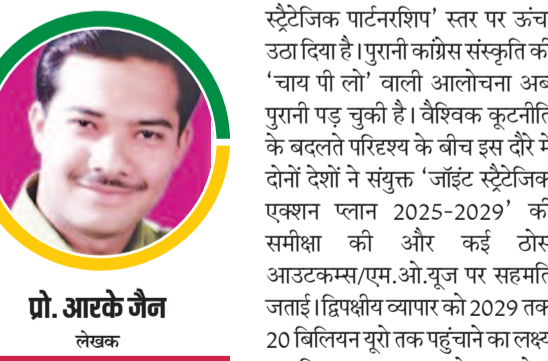 प्रो. आरके जैन
लेखक
स्ट्रैटेजिक पार्टनरशिप’ स्तर पर ऊंचा
उठा दिया है। पुरानी कांग्रेस संस्कृति की
‘चाय पी लो’ वाली आलोचना अब
पुरानी पड़ चुकी है। वैश्विक कूटनीति
के बदलते परिदृश्य के बीच इस दौरे में
दोनों देशों ने संयुक्त ‘जॉइंट स्ट्रैटेजिक
एक्शन प्लान 2025-2029’ की
समीक्षा की और कई ठोस
आउटकम्स/एम.ओ.यूज पर सहमति
जताई। द्विपक्षीय व्यापार को 2029 तक
20 बिलियन यूरो तक पहुंचाने का लक्ष्य